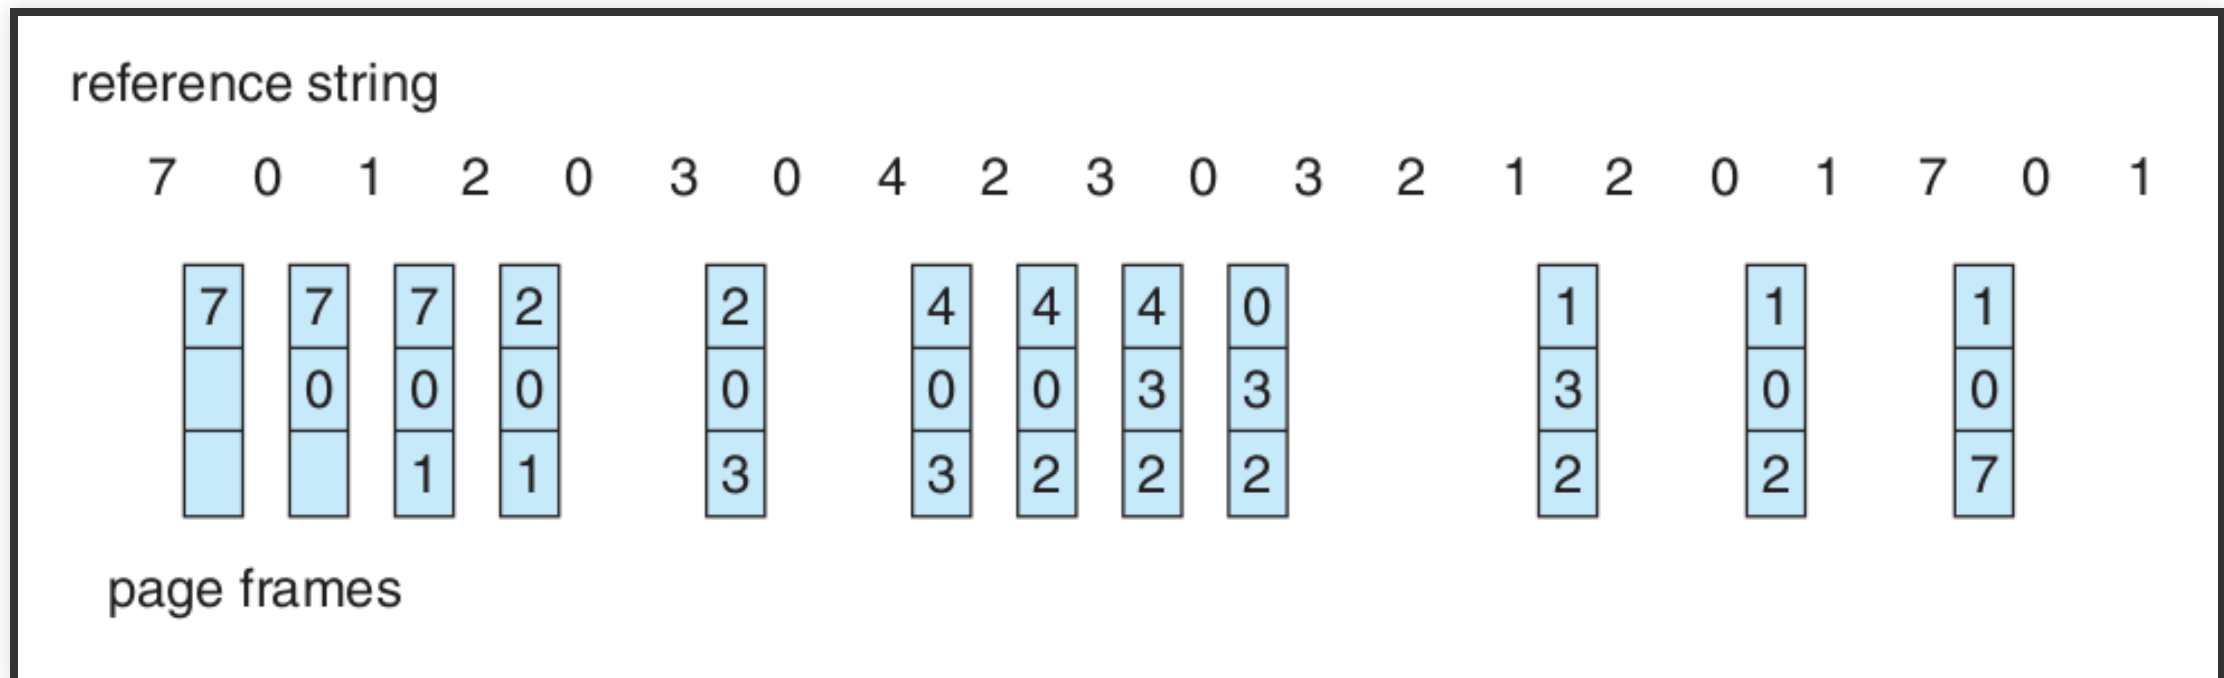 reference string
7 0 1 2 0 3 0 4 2 3 0 3 2 1 2 0 1 7 0 1
7 7 7 2 2 4 4 4 0 1 1 1
0 0 0 0 0 0 3 3 3 0 0
1 1 3 3 2 2 2 2 2 7
page frames